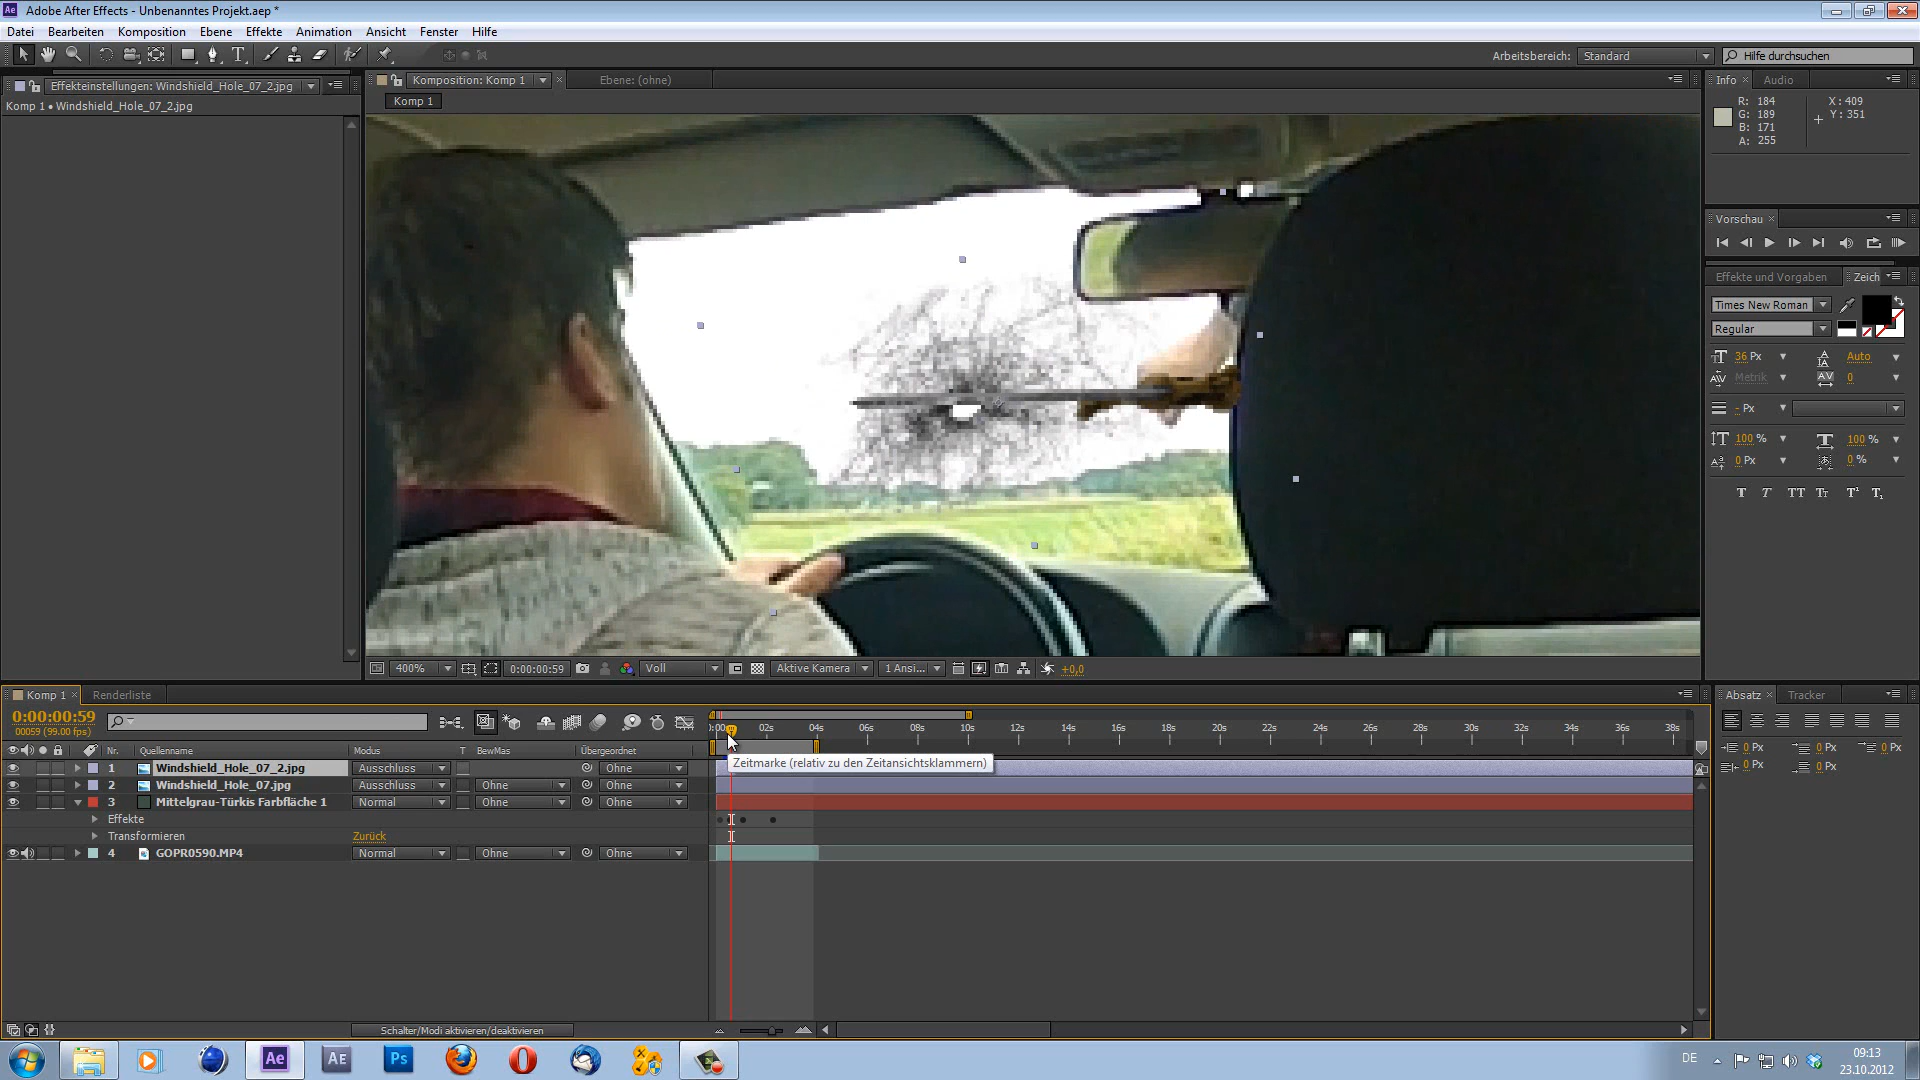 Adobe After Effects - Unbenanntes Projekt.aep *
Datei Bearbeiten Komposition Ebene Effekte Animation Ansicht Fenster Hilfe
Arbeitsbereich: Standard Hilfe durchsuchen
Effekteinstellungen: Windshield_Hole_07_2.jpg
Komp 1 • Windshield_Hole_07_2.jpg
Komposition: Komp 1 Ebene: (ohne)
Komp 1
Info Audio
R: 184
G: 189
B: 171
A: 255
X: 409
Y: 351
Vorschau
Effekte und Vorgaben Zeich
Times New Roman
Regular
36 Px Auto
Metrik 0
- Px
100 % 100 %
0 Px 0 %
T T TT Tr T¹ T,
400% 0:00:00:59 Voll Aktive Kamera 1 Ansi... +0,0
Komp 1 Renderliste
0:00:00:59
00059 (99.00 fps)
Nr. Quellenname Modus T BewMas Übergeordnet
1 Windshield_Hole_07_2.jpg Ausschluss Ohne
2 Windshield_Hole_07.jpg Ausschluss Ohne Ohne
3 Mittelgrau-Türkis Farbfläche 1 Normal Ohne Ohne
Effekte
Transformieren Zurück
4 GOPR0590.MP4 Normal Ohne Ohne
02s 04s 06s 08s 10s 12s 14s 16s 18s 20s 22s 24s 26s 28s 30s 32s 34s 36s 38s
Zeitmarke (relativ zu den Zeitansichtsklammern)
Schalter/Modi aktivieren/deaktivieren
Absatz Tracker
0 Px 0 Px 0 Px
0 Px 0 Px
Ae AE Ps
DE
09:13
23.10.2012